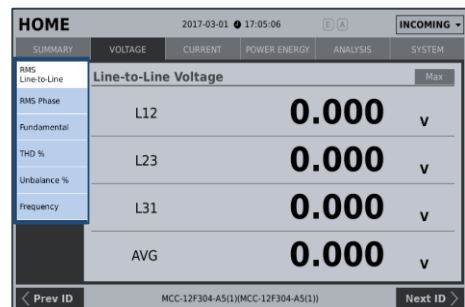 HOME 2017-03-01 17:05:06 E A INCOMING
SUMMARY VOLTAGE CURRENT POWER ENERGY ANALYSIS SYSTEM
RMS
Line-to-Line
RMS Phase
Fundamental
THD %
Unbalance %
Frequency
Line-to-Line Voltage Max
L12 0.000 V
L23 0.000 V
L31 0.000 V
AVG 0.000 V
Prev ID MCC-12F304-A5(1)(MCC-12F304-A5(1)) Next ID